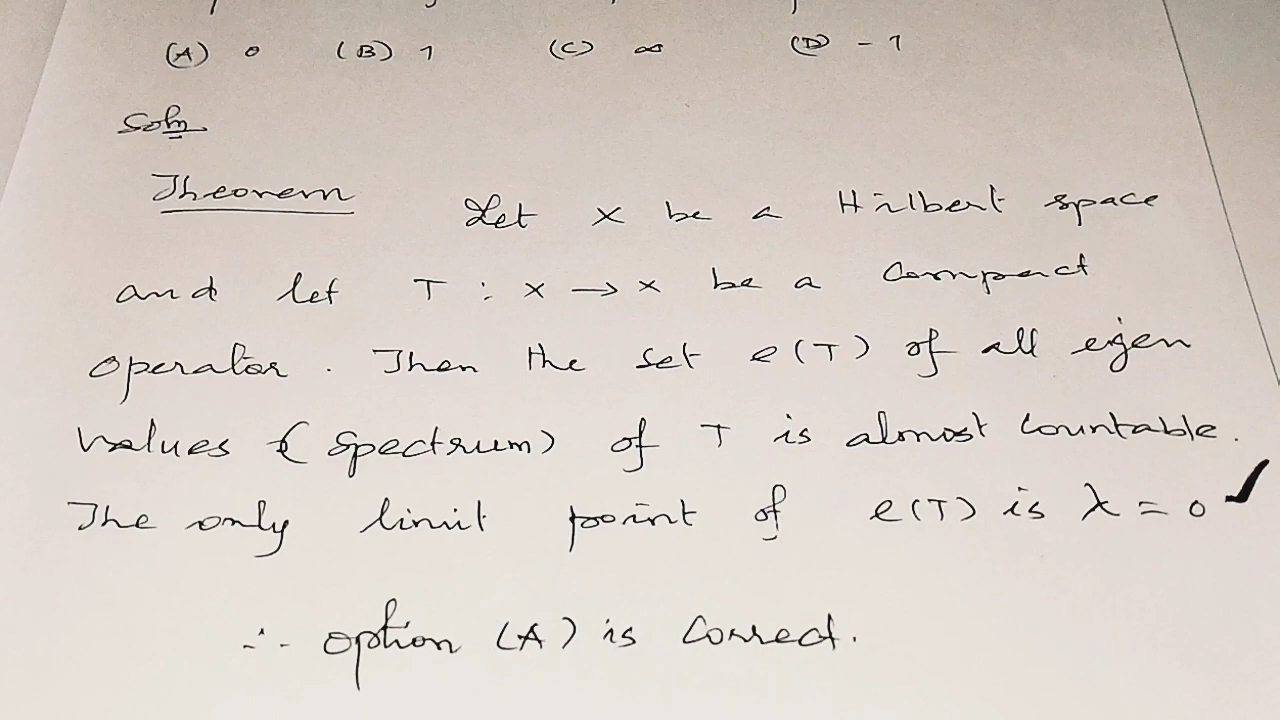 (A) 0 (B) 1 (C) ∞ (D) -1
Soln
Theorem Let X be a Hilbert space
and let T : X → X be a Compact
operator. Then the set e(T) of all eigen
values (spectrum) of T is almost countable.
The only limit point of e(T) is λ = 0
∴ option (A) is correct.